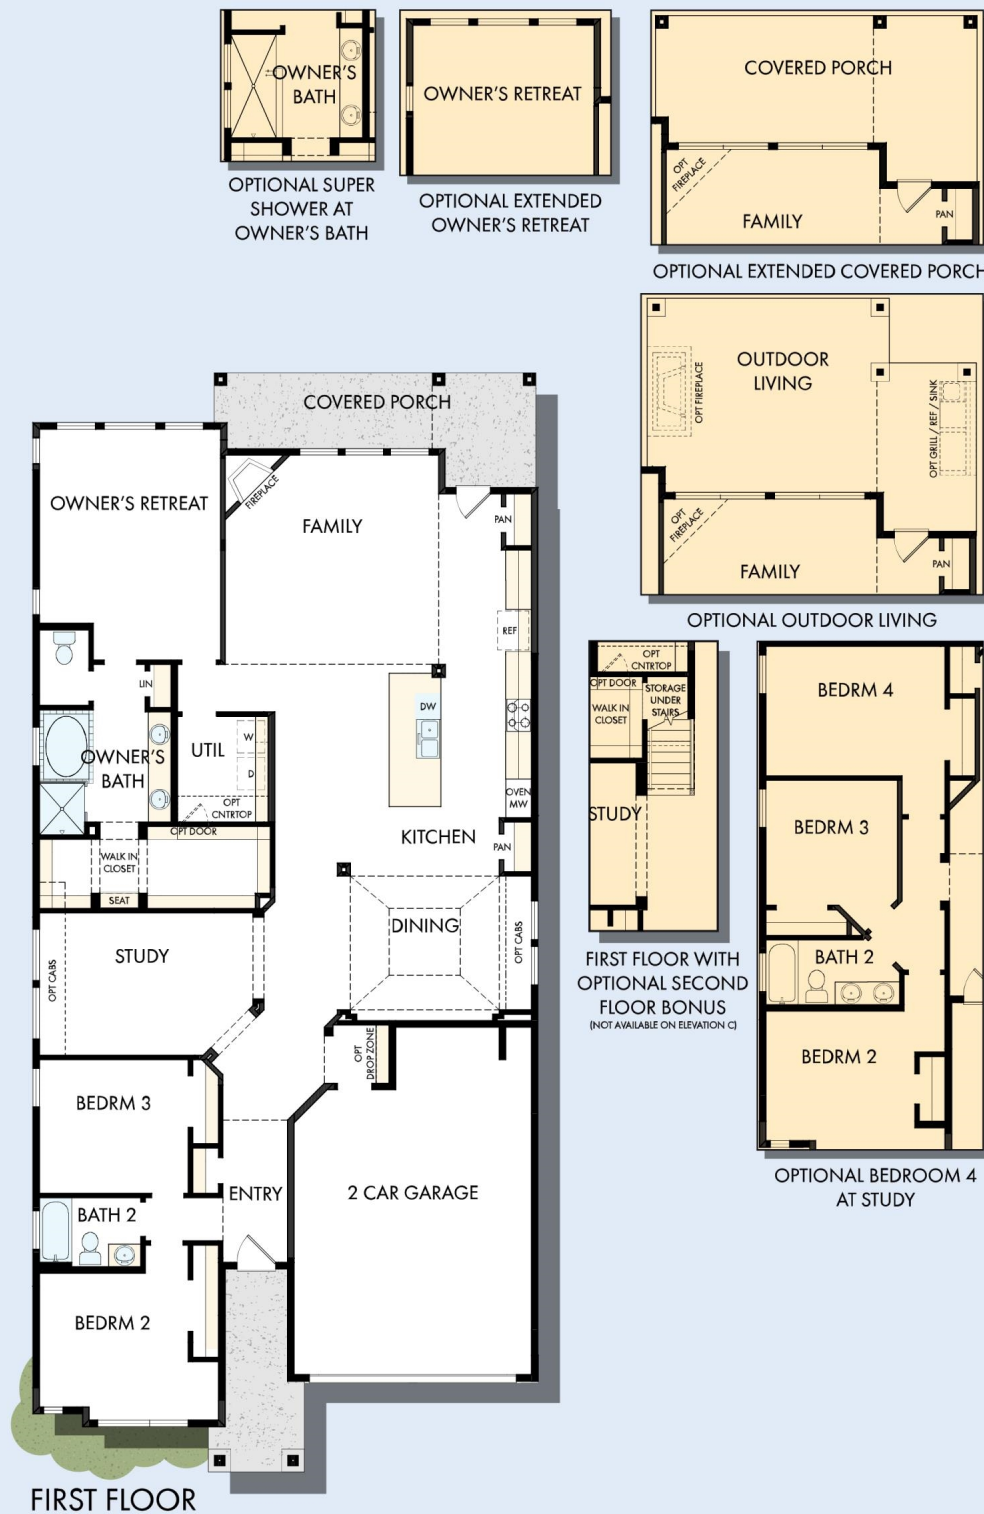 OWNER'S
BATH
OPTIONAL SUPER
SHOWER AT
OWNER'S BATH
OWNER'S RETREAT
OPTIONAL EXTENDED
OWNER'S RETREAT
COVERED PORCH
OPT
FIREPLACE
FAMILY
PAN
OPTIONAL EXTENDED COVERED PORCH
OUTDOOR
LIVING
OPT FIREPLACE
OPT GRILL / REF / SINK
OPT
FIREPLACE
FAMILY
PAN
OPTIONAL OUTDOOR LIVING
COVERED PORCH
OWNER'S RETREAT
FIREPLACE
FAMILY
PAN
REF
LIN
DW
OWNER'S
BATH
UTIL
W
D
OPT
CNTRTOP
OPT DOOR
OVEN
MW
KITCHEN
PAN
WALK IN
CLOSET
SEAT
STUDY
OPT CABS
DINING
OPT CABS
OPT
DROP ZONE
BEDRM 3
ENTRY
2 CAR GARAGE
BATH 2
BEDRM 2
FIRST FLOOR
OPT
CNTRTOP
OPT DOOR
WALK IN
CLOSET
STORAGE
UNDER
STAIRS
STUDY
FIRST FLOOR WITH
OPTIONAL SECOND
FLOOR BONUS
(NOT AVAILABLE ON ELEVATION C)
BEDRM 4
BEDRM 3
BATH 2
BEDRM 2
OPTIONAL BEDROOM 4
AT STUDY